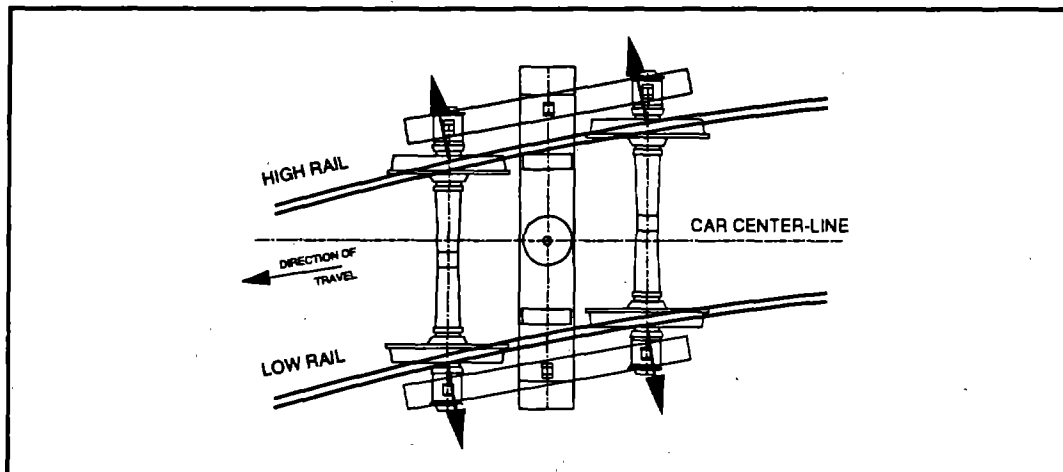 HIGH RAIL
CAR CENTER-LINE
DIRECTION OF
TRAVEL
LOW RAIL